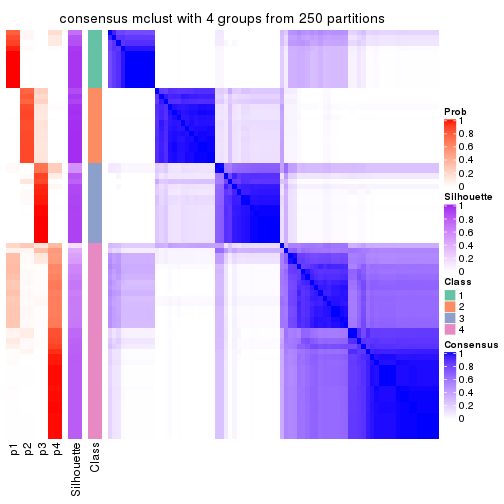 consensus mclust with 4 groups from 250 partitions
Prob
1
0.8
0.6
0.4
0.2
0
Silhouette
1
0.8
0.6
0.4
0.2
0
Class
1
2
3
4
Consensus
1
0.8
0.6
0.4
0.2
0
p1
p2
p3
p4
Silhouette
Class